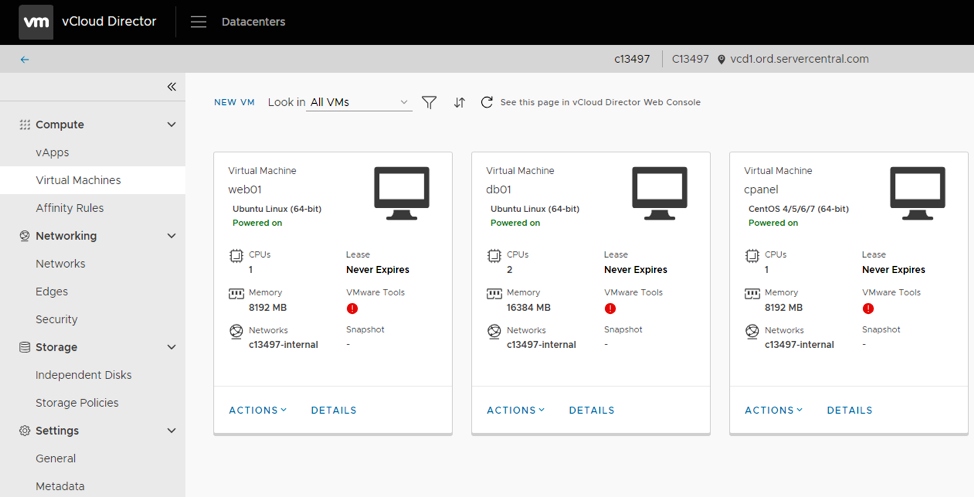 vm vCloud Director Datacenters
← c13497 C13497 vcd1.ord.servercentral.com
«
NEW VM Look in All VMs See this page in vCloud Director Web Console
Compute
vApps
Virtual Machines
Affinity Rules
Networking
Networks
Edges
Security
Storage
Independent Disks
Storage Policies
Settings
General
Metadata
Virtual Machine
web01
Ubuntu Linux (64-bit)
Powered on
CPUs
1
Lease
Never Expires
Memory
8192 MB
VMware Tools
!
Networks
c13497-internal
Snapshot
-
ACTIONS DETAILS
Virtual Machine
db01
Ubuntu Linux (64-bit)
Powered on
CPUs
2
Lease
Never Expires
Memory
16384 MB
VMware Tools
!
Networks
c13497-internal
Snapshot
-
ACTIONS DETAILS
Virtual Machine
cpanel
CentOS 4/5/6/7 (64-bit)
Powered on
CPUs
1
Lease
Never Expires
Memory
8192 MB
VMware Tools
!
Networks
c13497-internal
Snapshot
-
ACTIONS DETAILS